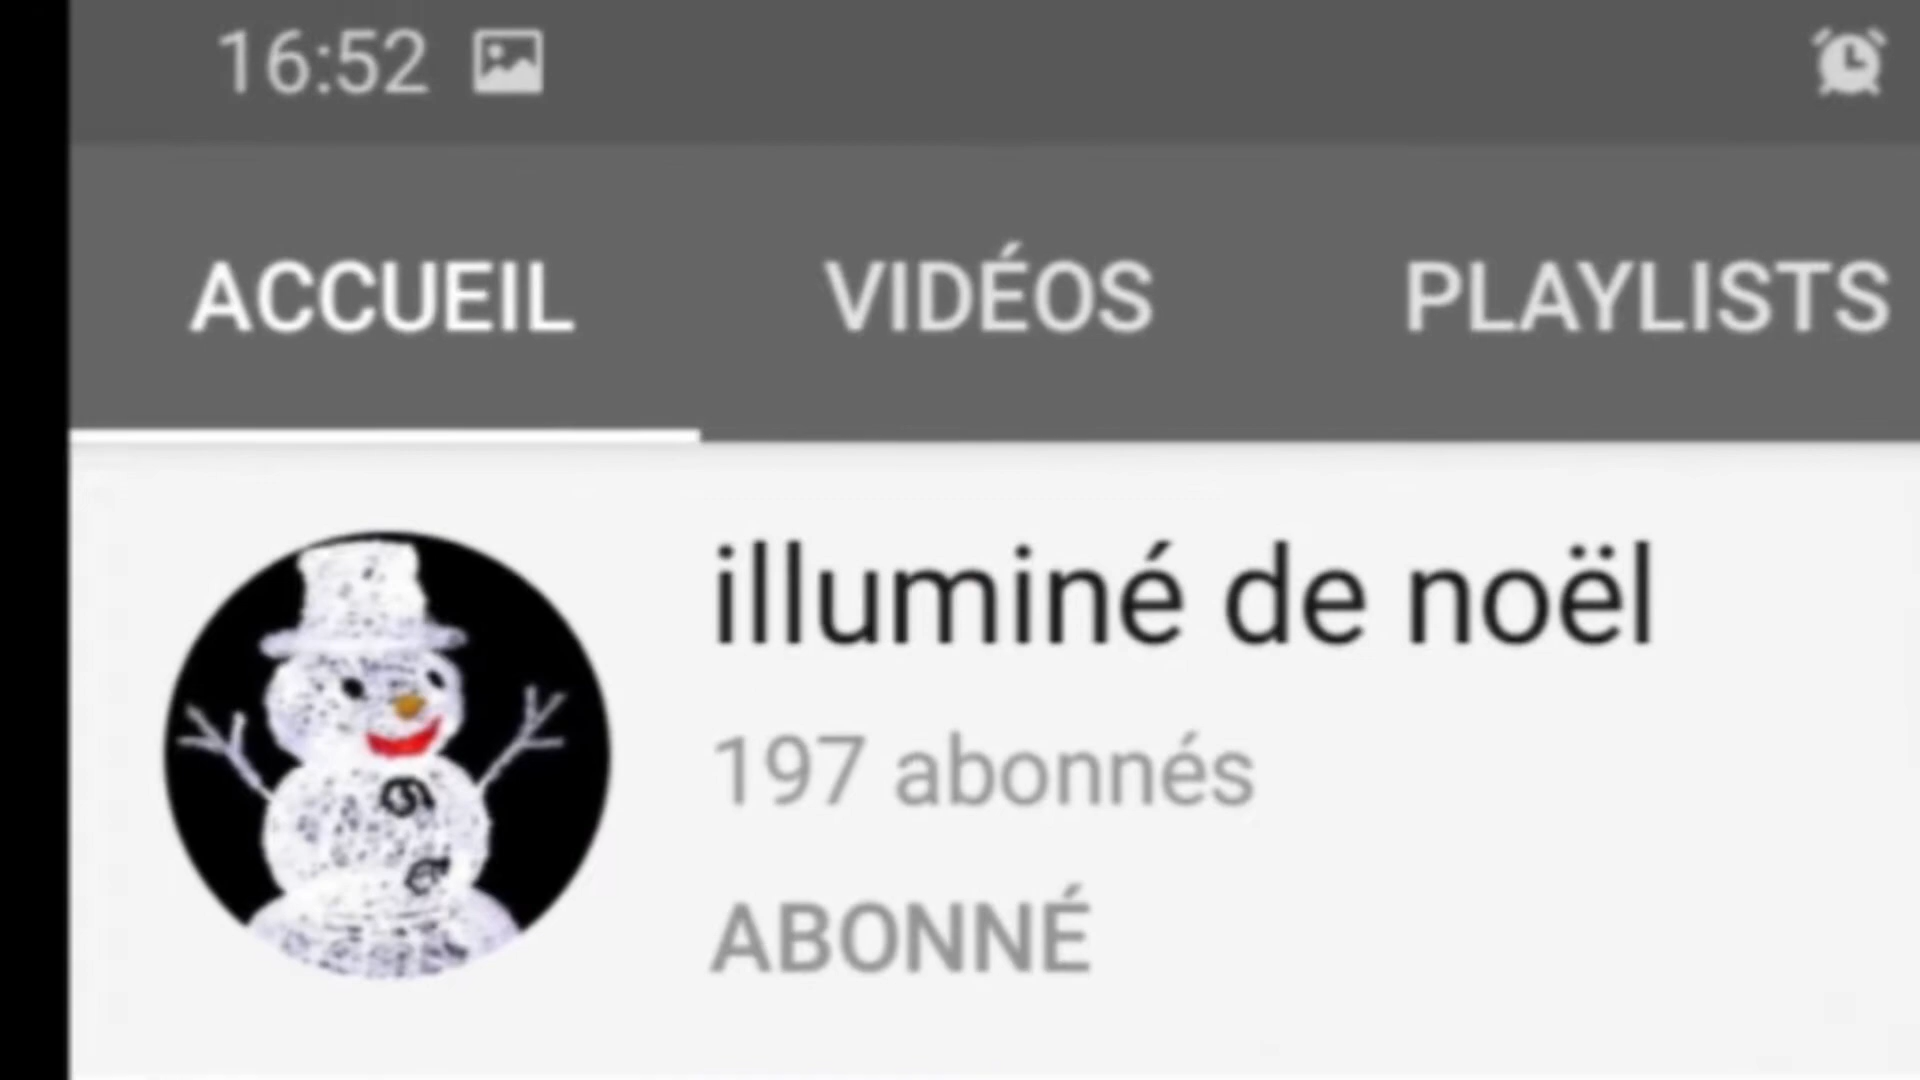 16:52
ACCUEIL VIDÉOS PLAYLISTS
illuminé de noël
197 abonnés
ABONNÉ